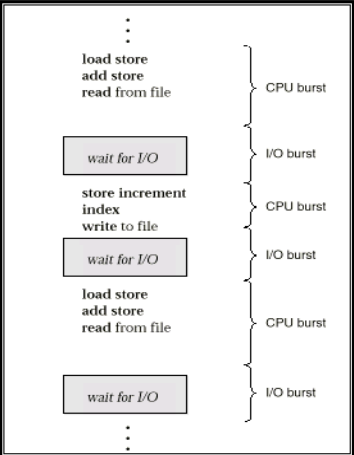 load store
add store
read from file
CPU burst
wait for I/O
I/O burst
store increment
index
write to file
CPU burst
wait for I/O
I/O burst
load store
add store
read from file
CPU burst
wait for I/O
I/O burst